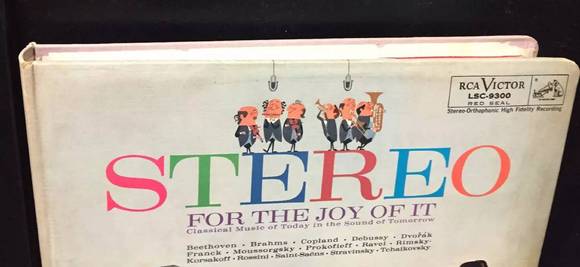 RCA VICTOR
LSC-9300
RED SEAL
Stereo-Orthophonic High Fidelity Recording
STEREO
FOR THE JOY OF IT
Classical Music of Today in the Sound of Tomorrow
Beethoven · Brahms · Copland · Debussy · Dvořák
Franck · Moussorgsky · Prokofieff · Ravel · Rimsky-
Korsakoff · Rossini · Saint-Saëns · Stravinsky · Tchaikovsky